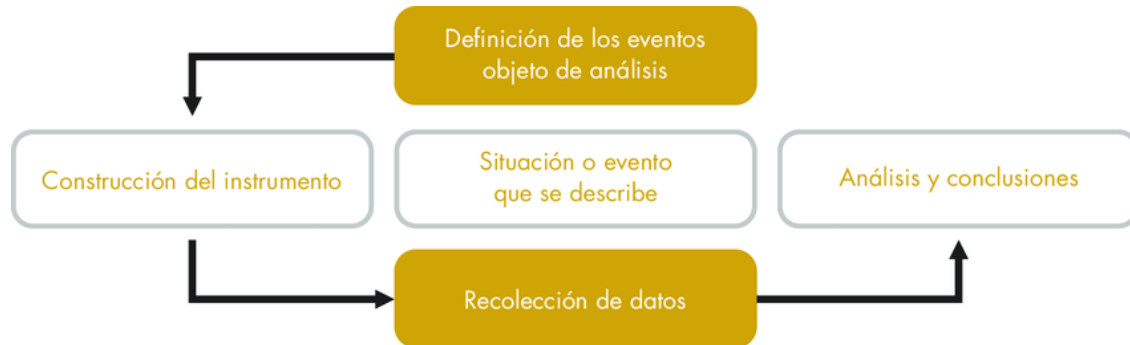 Definición de los eventos
objeto de análisis
Construcción del instrumento
Situación o evento
que se describe
Análisis y conclusiones
Recolección de datos